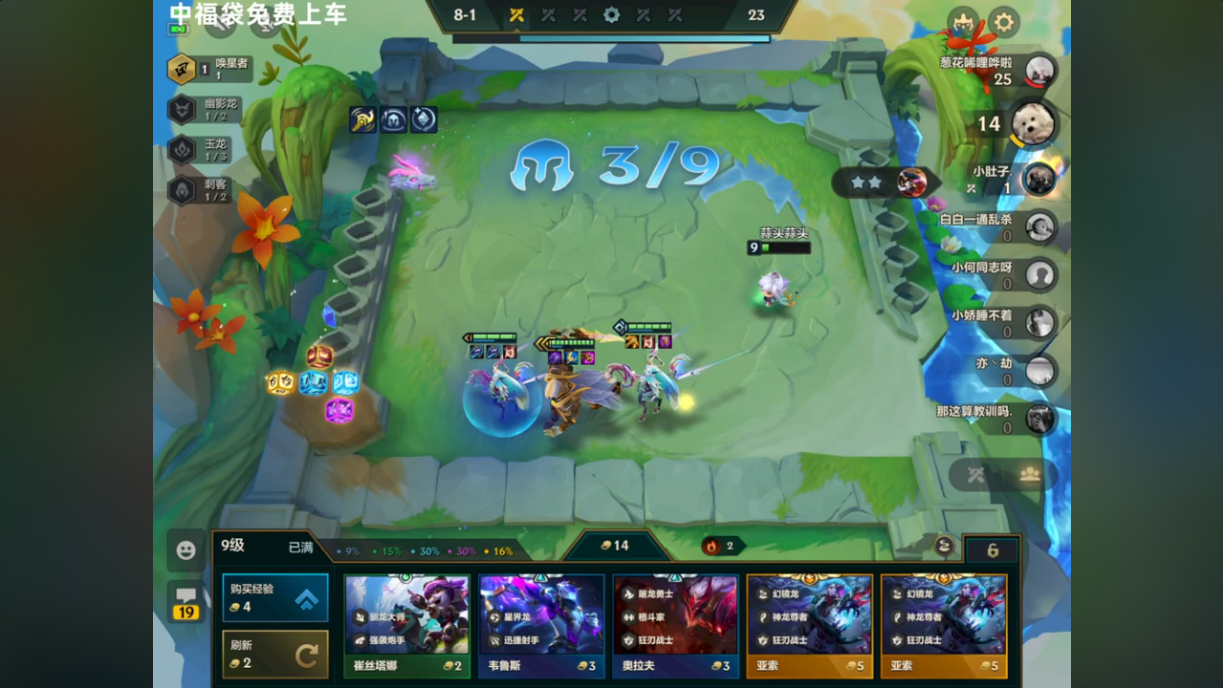 中福袋免费上车
8-1
23
1 唤星者
1
幽影龙
1/2
玉龙
1/3
刺客
1/2
3/9
葱花唏哩哗啦
25
14
小肚子.
1
白白一通乱杀
0
小何同志呀
0
小娇睡不着
0
亦丶劫
0
那这算教训吗.
0
蒜头蒜头
9
9级
已满
9% 15% 30% 30% 16%
14
2
6
19
购买经验
4
刷新
2
驯龙大师
强袭炮手
崔丝塔娜 2
星界龙
迅捷射手
韦鲁斯 3
屠龙勇士
格斗家
狂刃战士
奥拉夫 3
幻镜龙
神龙尊者
狂刃战士
亚索 5
幻镜龙
神龙尊者
狂刃战士
亚索 5